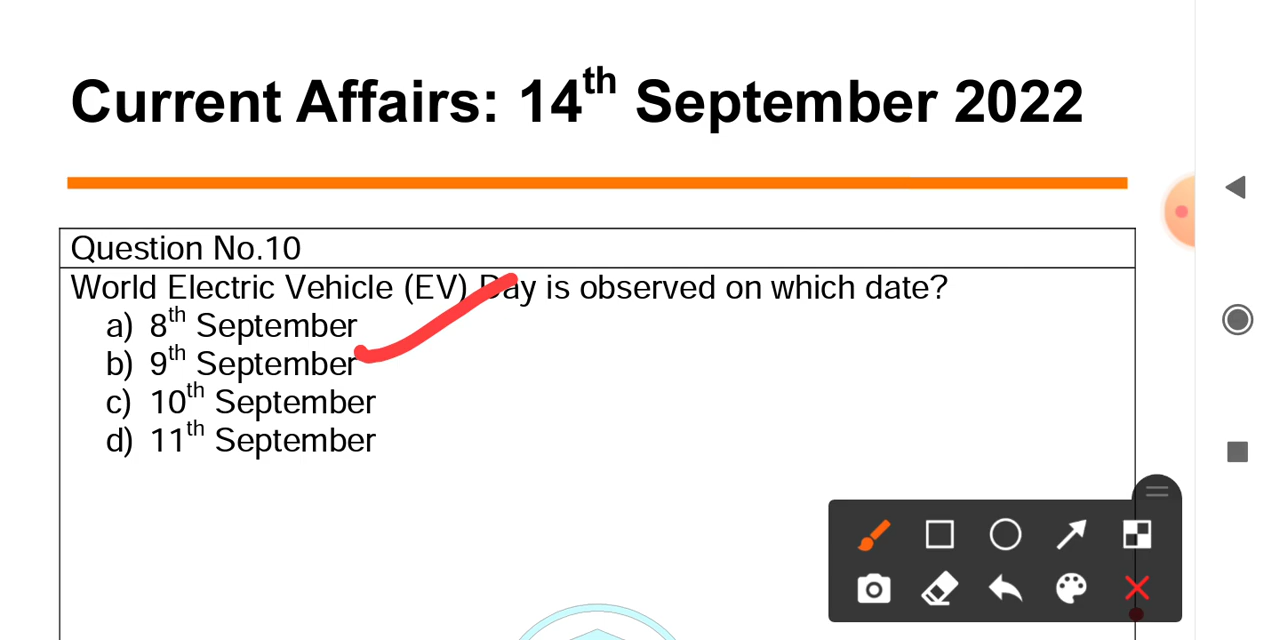 Current Affairs: 14th September 2022
Question No.10
World Electric Vehicle (EV) Day is observed on which date?
a) 8th September
b) 9th September
c) 10th September
d) 11th September